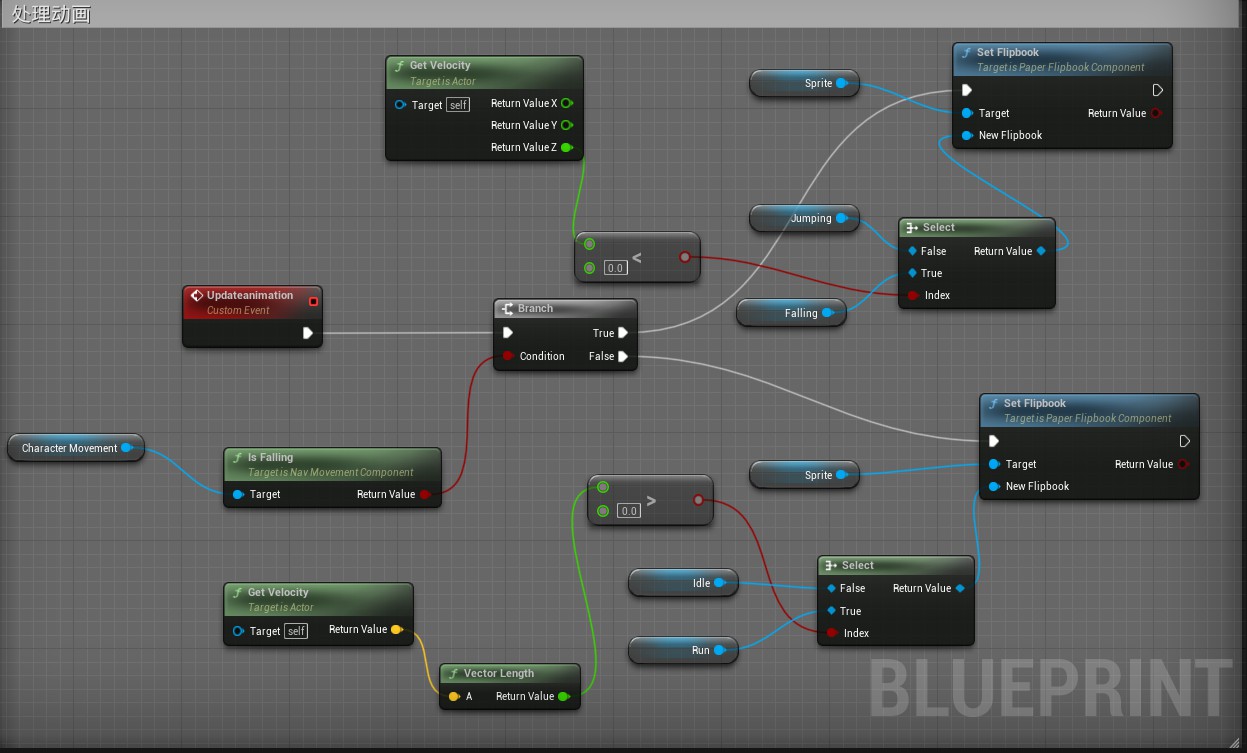 处理动画
Get Velocity
Target is Actor
Target self
Return Value X
Return Value Y
Return Value Z
Sprite
Set Flipbook
Target is Paper Flipbook Component
Target
Return Value
New Flipbook
Jumping
Select
False
Return Value
True
Index
0.0
<
Falling
Updateanimation
Custom Event
Branch
True
Condition
False
Set Flipbook
Target is Paper Flipbook Component
Target
Return Value
New Flipbook
Character Movement
Is Falling
Target is Nav Movement Component
Target
Return Value
0.0
>
Sprite
Idle
Select
False
Return Value
True
Index
Run
Get Velocity
Target is Actor
Target self
Return Value
Vector Length
A
Return Value
BLUEPRINT